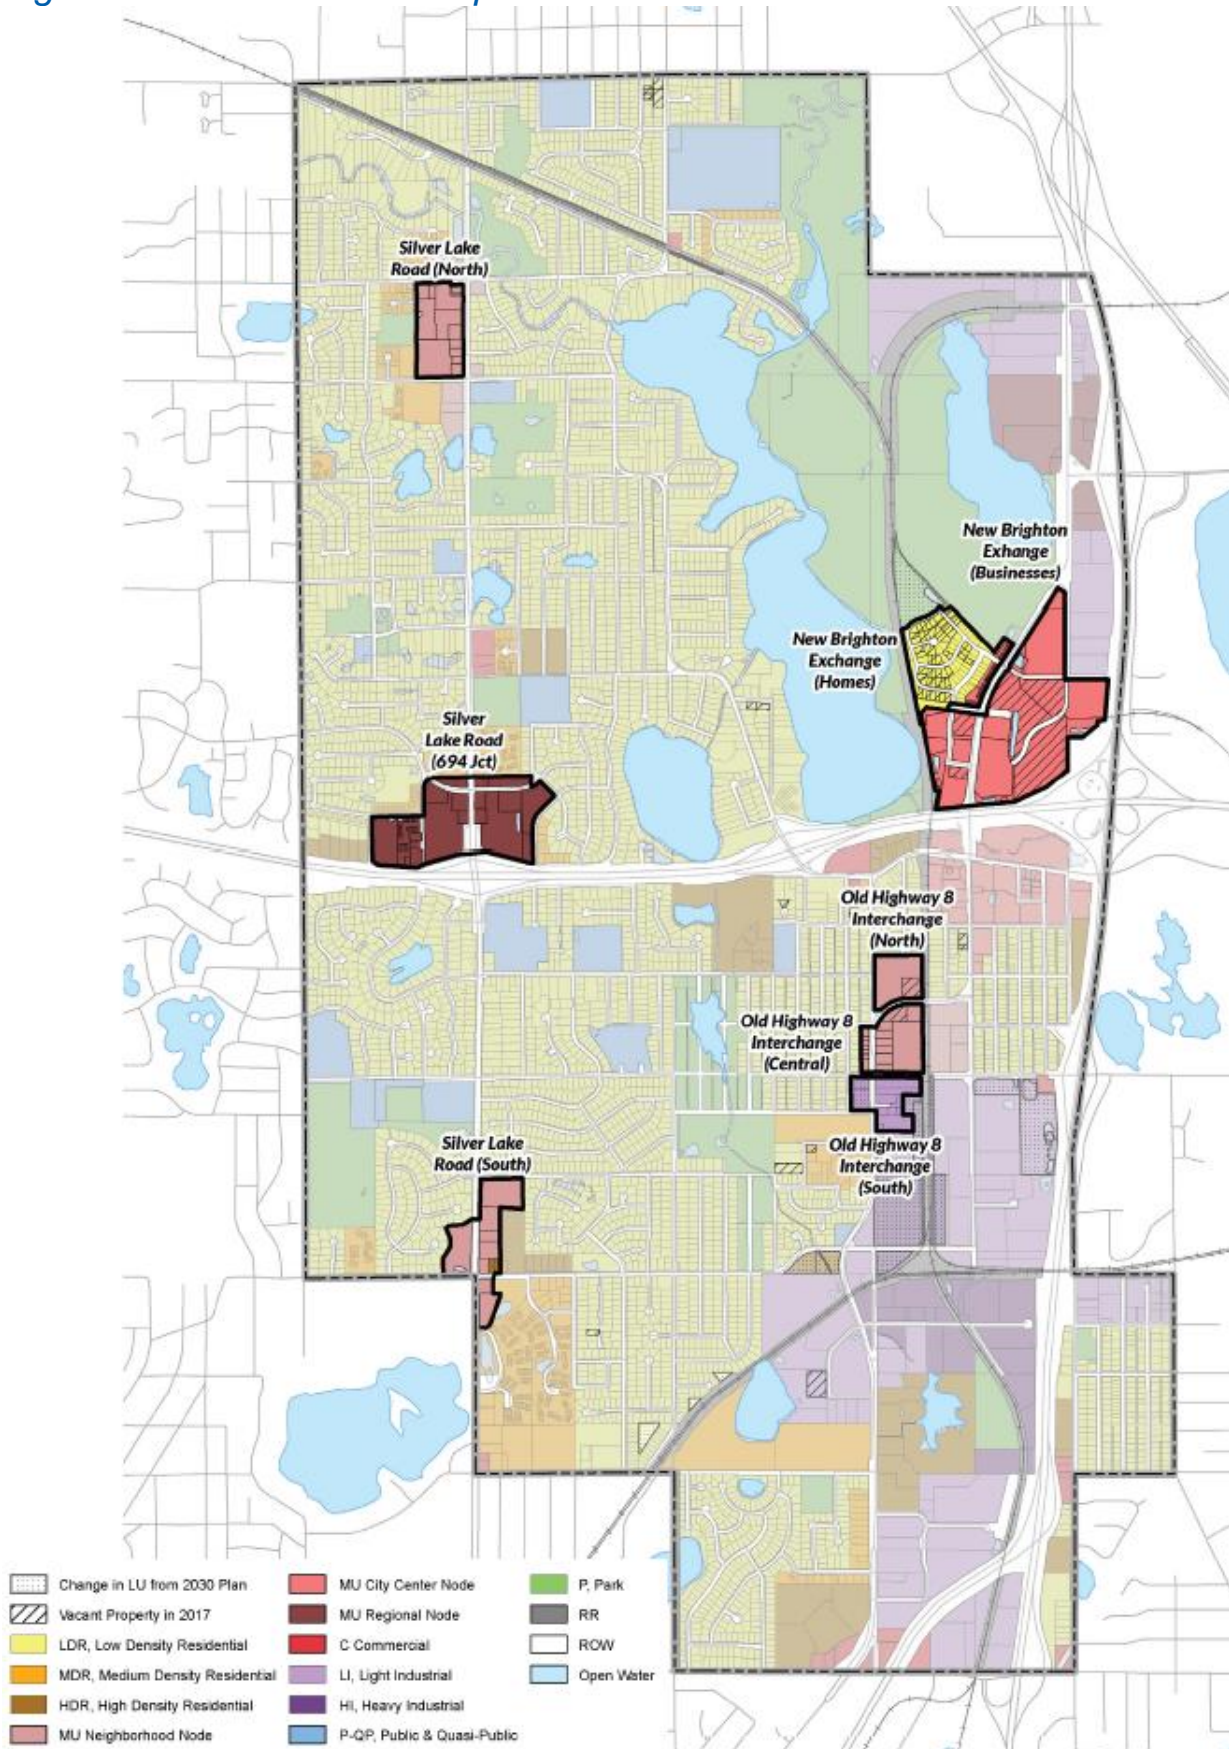 Silver Lake
Road (North)
New Brighton
Exhange
(Businesses)
New Brighton
Exchange
(Homes)
Silver
Lake Road
(694 Jct)
Old Highway 8
Interchange
(North)
Old Highway 8
Interchange
(Central)
Silver Lake
Road (South)
Old Highway 8
Interchange
(South)
Change in LU from 2030 Plan
Vacant Property in 2017
LDR, Low Density Residential
MDR, Medium Density Residential
HDR, High Density Residential
MU Neighborhood Node
MU City Center Node
MU Regional Node
C Commercial
LI, Light Industrial
HI, Heavy Industrial
P-QP, Public & Quasi-Public
P, Park
RR
ROW
Open Water